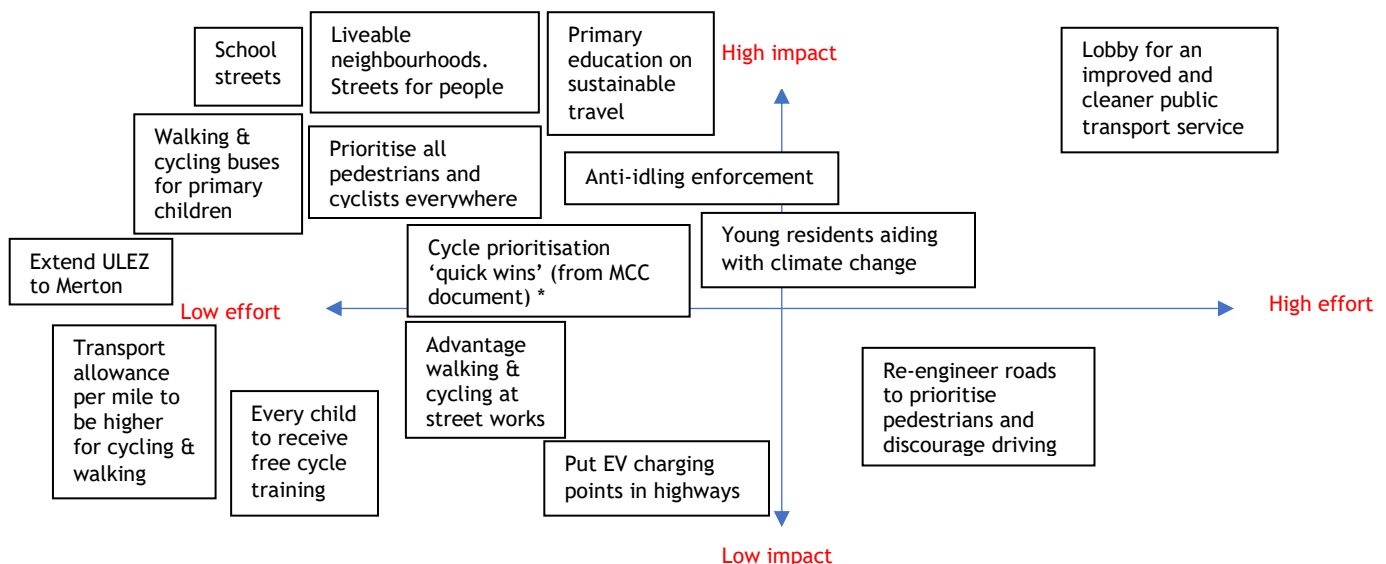 School
streets
Liveable
neighbourhoods.
Streets for people
Primary
education on
sustainable
travel
High impact
Lobby for an
improved and
cleaner public
transport service
Walking &
cycling buses
for primary
children
Prioritise all
pedestrians and
cyclists everywhere
Anti-idling enforcement
Young residents aiding
with climate change
Extend ULEZ
to Merton
Cycle prioritisation
‘quick wins’ (from MCC
document) *
Low effort
High effort
Transport
allowance
per mile to
be higher
for cycling &
walking
Every child
to receive
free cycle
training
Advantage
walking &
cycling at
street works
Re-engineer roads
to prioritise
pedestrians and
discourage driving
Put EV charging
points in highways
Low impact